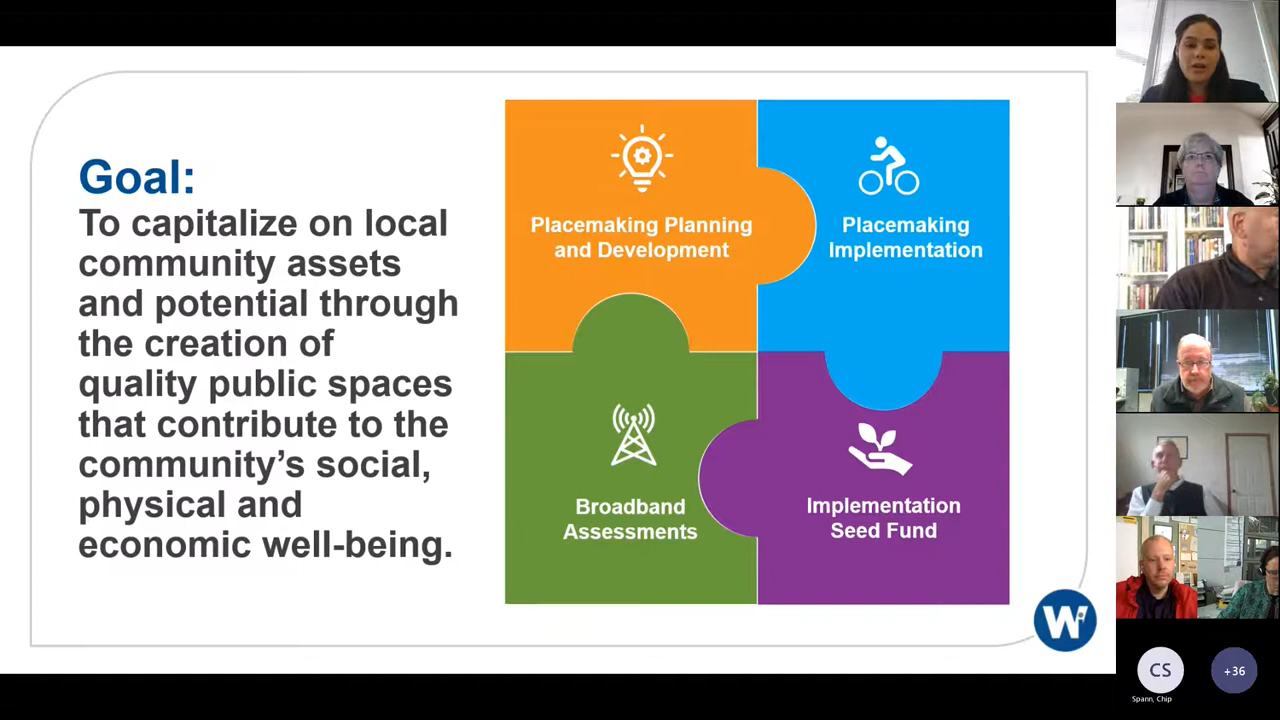 Goal:
To capitalize on local
community assets
and potential through
the creation of
quality public spaces
that contribute to the
community's social,
physical and
economic well-being.
Placemaking Planning
and Development
Placemaking
Implementation
Broadband
Assessments
Implementation
Seed Fund
W
CS
+36
Spann, Chip